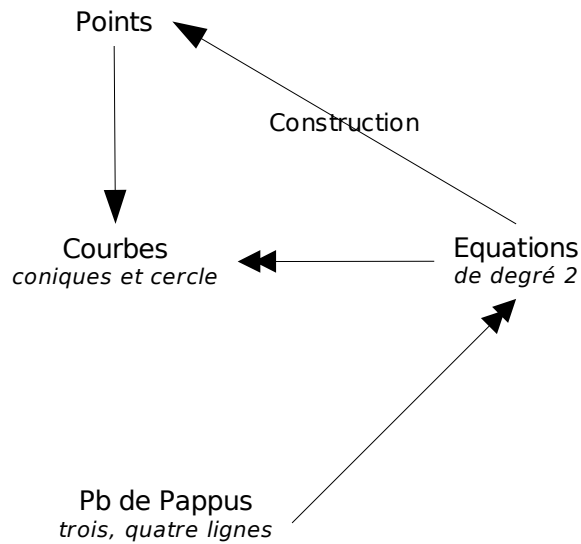 Points
Construction
Courbes
coniques et cercle
Equations
de degré 2
Pb de Pappus
trois, quatre lignes